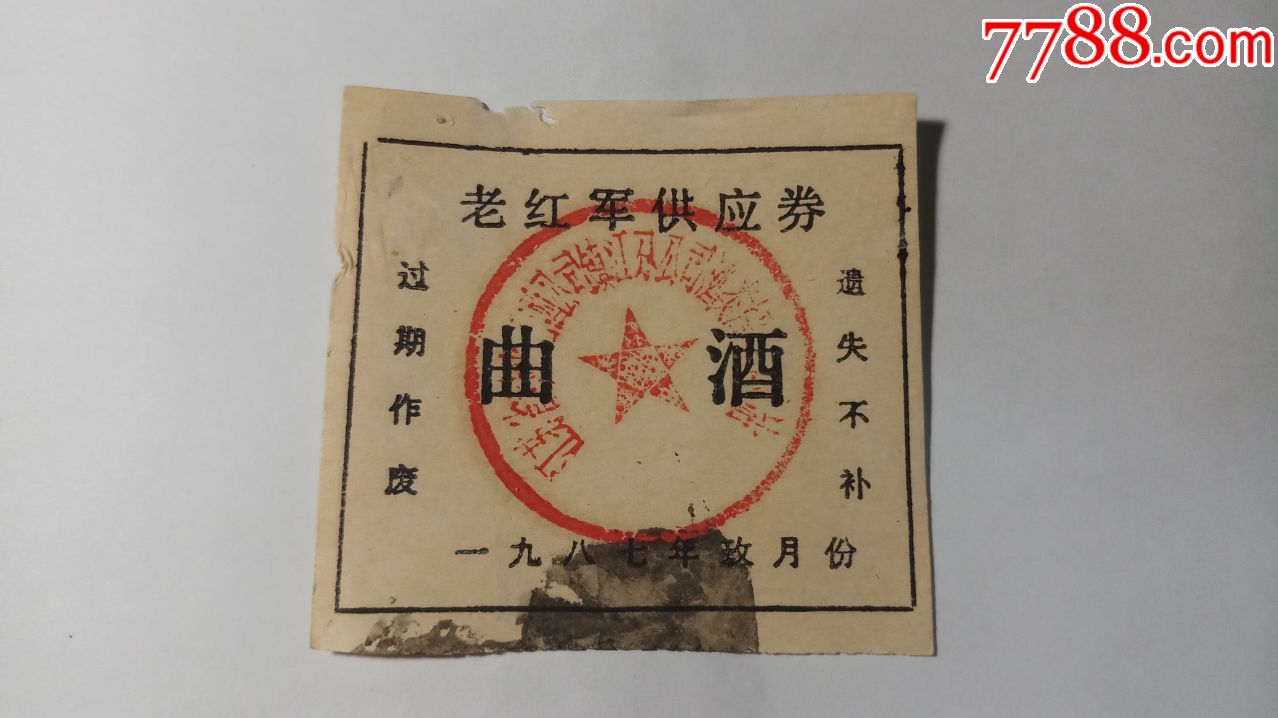 7788.com
老红军供应券
过期作废
曲酒
遗失不补
一九八七年玫月份